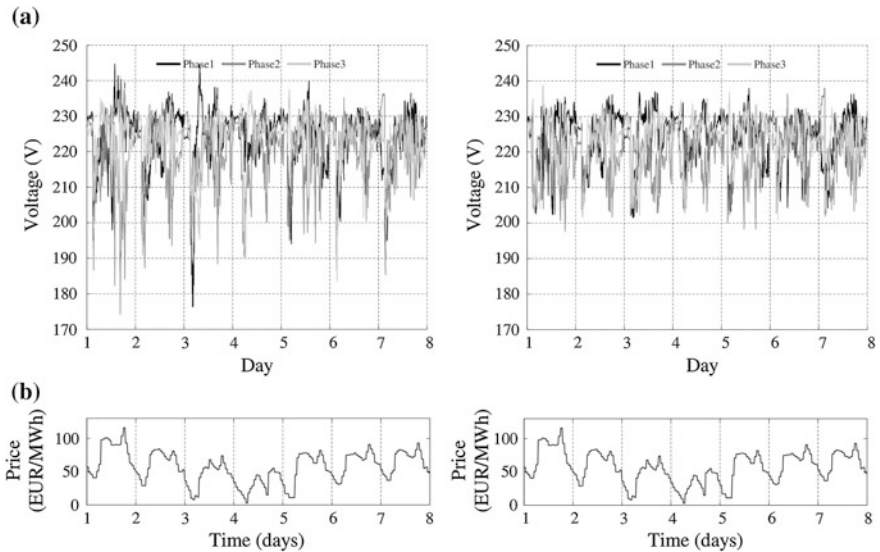 (a)
250
240
230
220
210
200
190
180
170
Voltage (V)
Phase1 Phase2 Phase3
1 2 3 4 5 6 7 8
Day
250
240
230
220
210
200
190
180
170
Voltage (V)
Phase1 Phase2 Phase3
1 2 3 4 5 6 7 8
Day
(b)
Price
(EUR/MWh)
100
50
0
1 2 3 4 5 6 7 8
Time (days)
Price
(EUR/MWh)
100
50
0
1 2 3 4 5 6 7 8
Time (days)